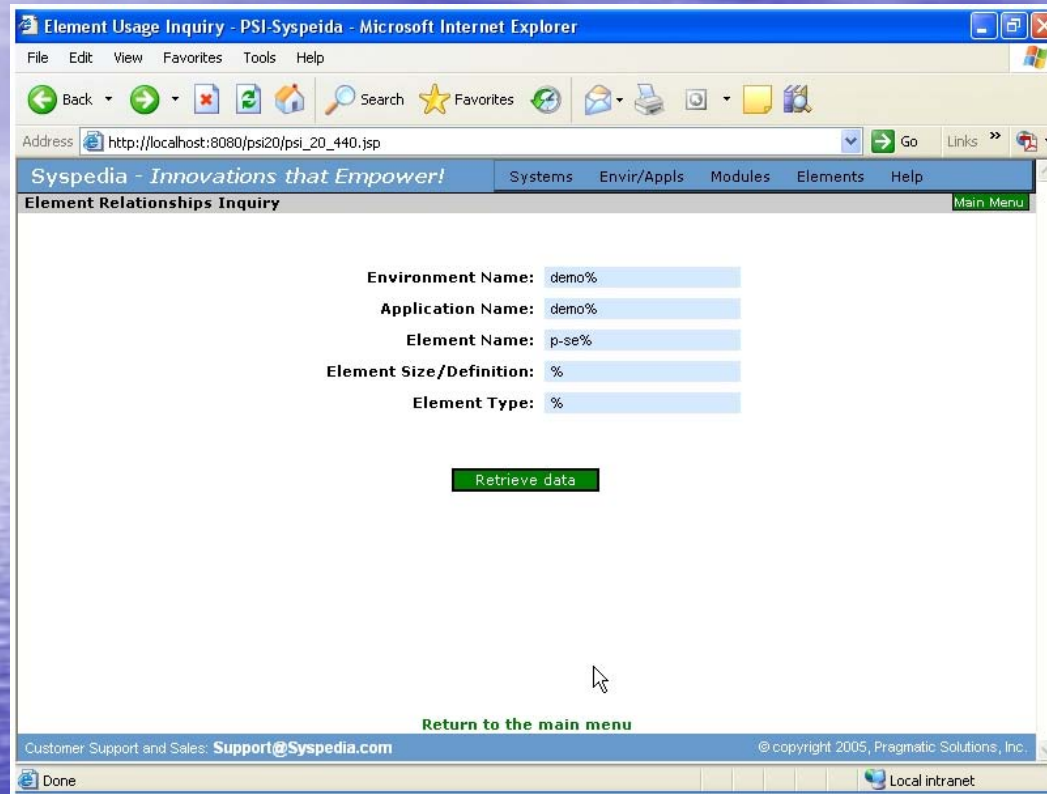 Element Usage Inquiry - PSI-Syspeida - Microsoft Internet Explorer
File Edit View Favorites Tools Help
Back Search Favorites
Address http://localhost:8080/psi20/psi_20_440.jsp Go Links »
Syspedia - Innovations that Empower! Systems Envir/Appls Modules Elements Help
Element Relationships Inquiry Main Menu
Environment Name: demo%
Application Name: demo%
Element Name: p-se%
Element Size/Definition: %
Element Type: %
Retrieve data
Return to the main menu
Customer Support and Sales: Support@Syspedia.com © copyright 2005, Pragmatic Solutions, Inc.
Done Local intranet